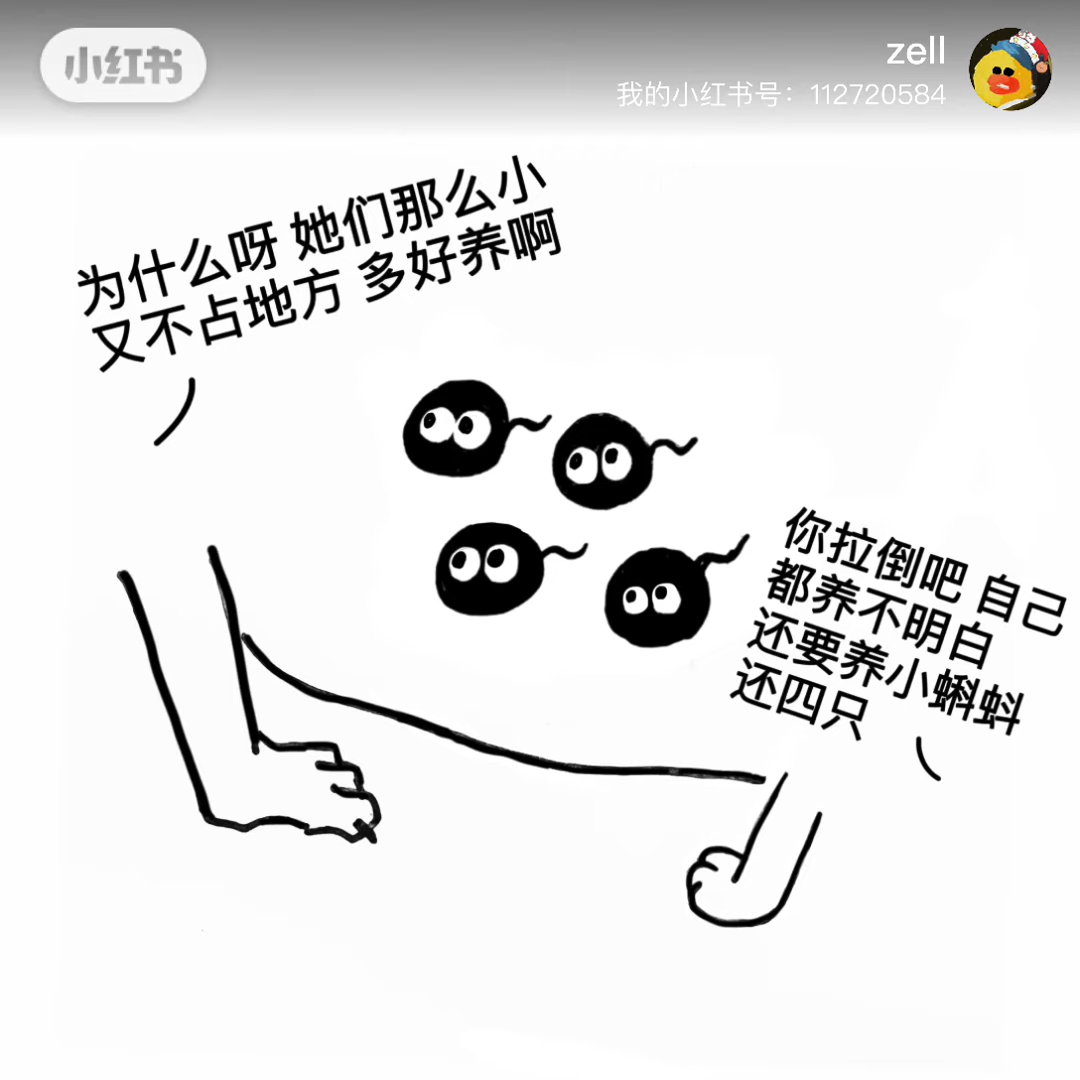 小红书
zell
我的小红书号：112720584
为什么呀 她们那么小
又不占地方 多好养啊
你拉倒吧 自己
都养不明白
还要养小蝌蚪
还四只